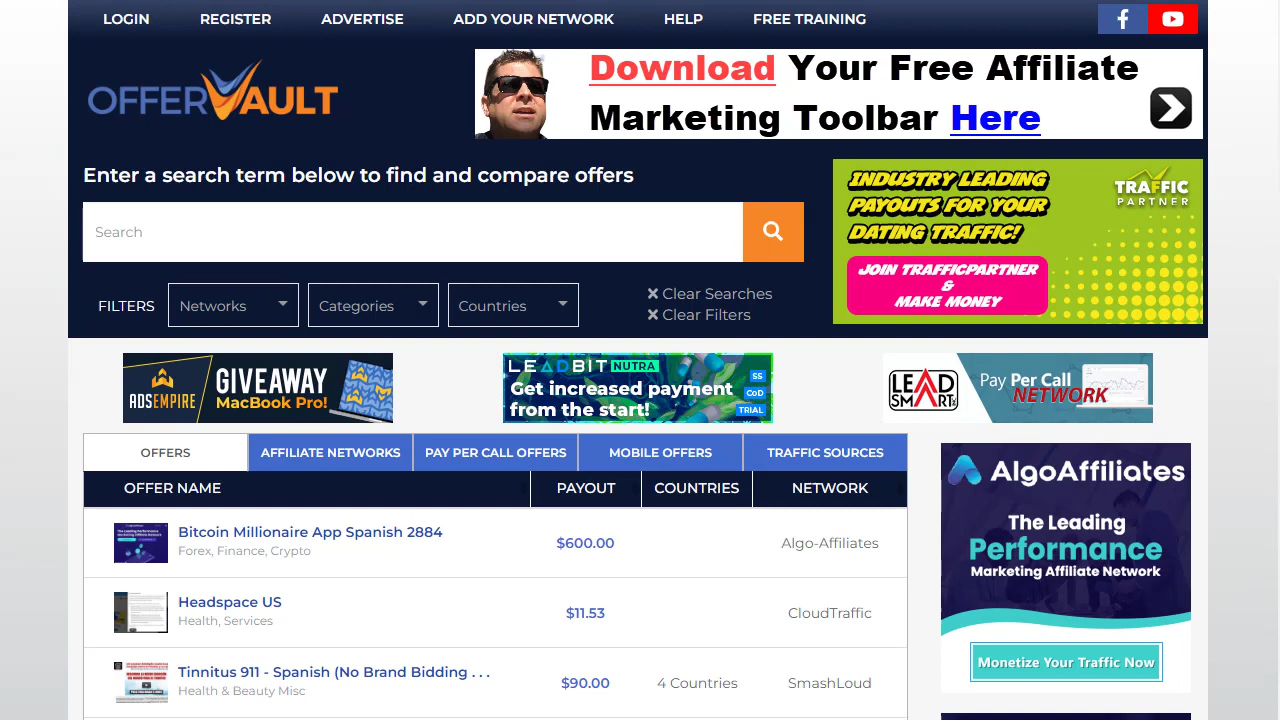 LOGIN REGISTER ADVERTISE ADD YOUR NETWORK HELP FREE TRAINING
OFFERVAULT
Download Your Free Affiliate
Marketing Toolbar Here
Enter a search term below to find and compare offers
Search
FILTERS Networks Categories Countries
Clear Searches
Clear Filters
INDUSTRY LEADING
PAYOUTS FOR YOUR
DATING TRAFFIC!
TRAFFIC
PARTNER
JOIN TRAFFICPARTNER
&
MAKE MONEY
ADSEMPIRE
GIVEAWAY
MacBook Pro!
LEADBIT NUTRA
Get increased payment
from the start!
SS
CoD
TRIAL
LEAD
SMART
Pay Per Call
NETWORK
OFFERS AFFILIATE NETWORKS PAY PER CALL OFFERS MOBILE OFFERS TRAFFIC SOURCES
OFFER NAME PAYOUT COUNTRIES NETWORK
Bitcoin Millionaire App Spanish 2884
Forex, Finance, Crypto
$600.00 Algo-Affiliates
Headspace US
Health, Services
$11.53 CloudTraffic
Tinnitus 911 - Spanish (No Brand Bidding . . .
Health & Beauty Misc
$90.00 4 Countries SmashLoud
AlgoAffiliates
The Leading
Performance
Marketing Affiliate Network
Monetize Your Traffic Now